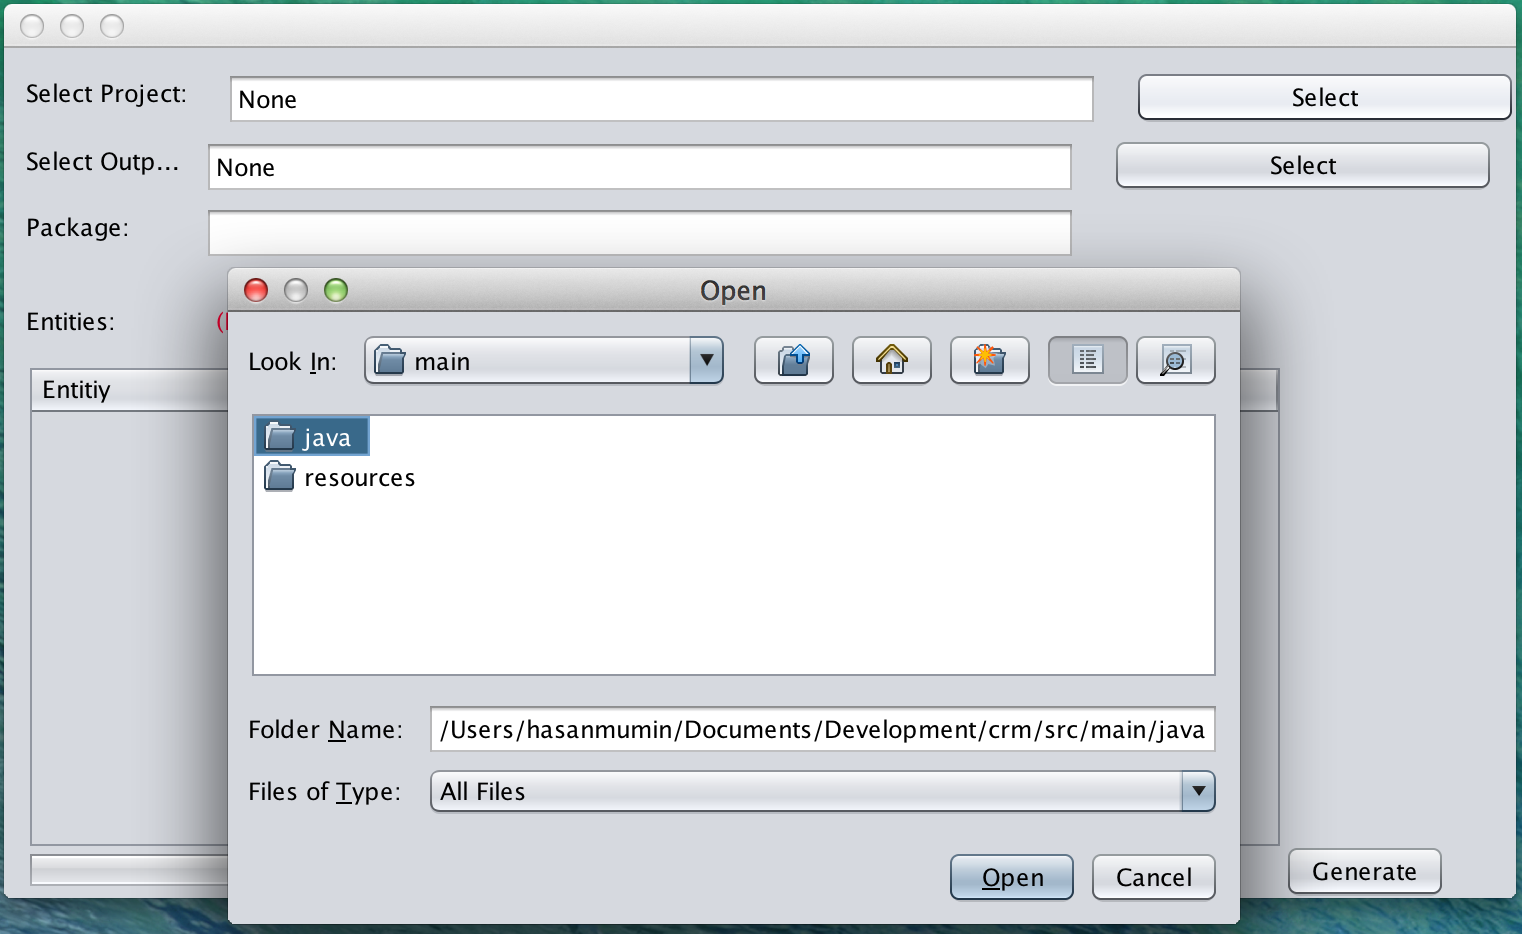 Select Project: None Select
Select Outp... None Select
Package:
Open
Entities: (
Look In: main
Entitiy
java
resources
Folder Name: /Users/hasanmumin/Documents/Development/crm/src/main/java
Files of Type: All Files
Open Cancel
Generate